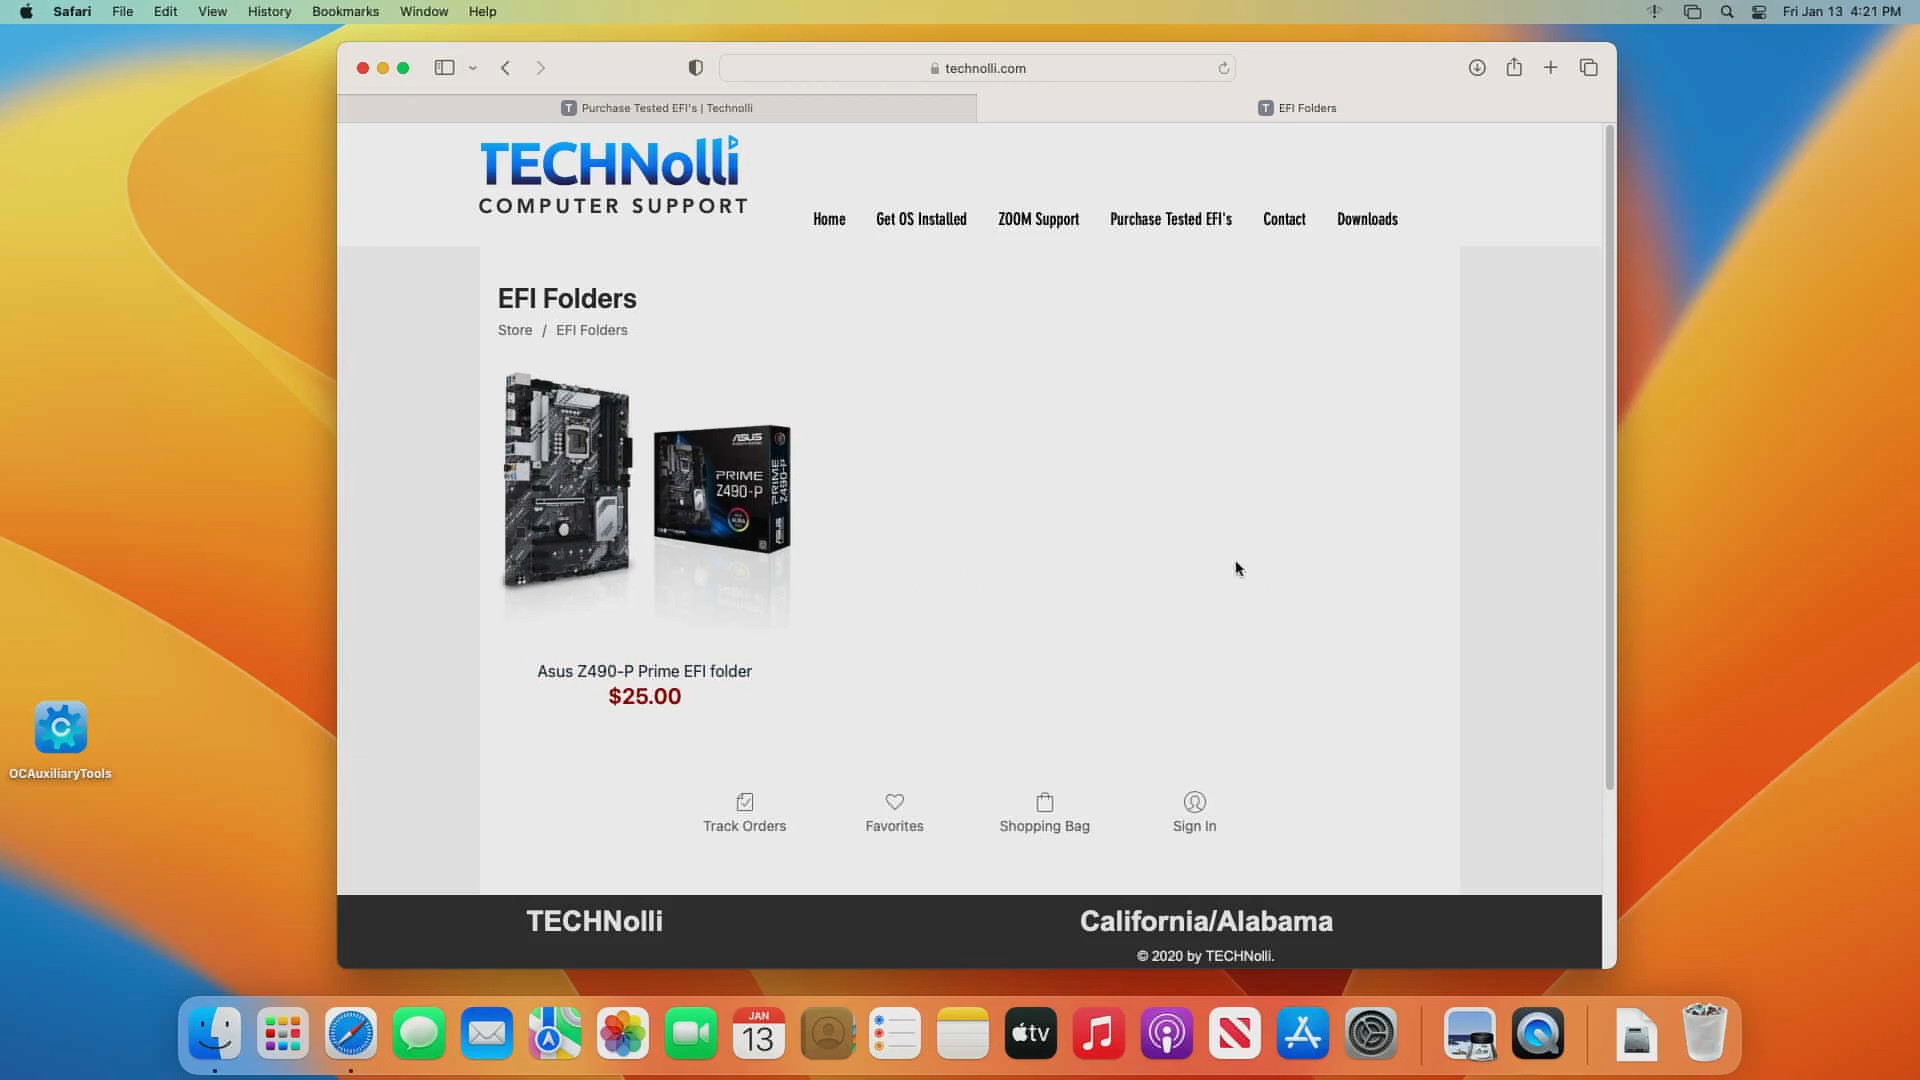 Safari File Edit View History Bookmarks Window Help
Fri Jan 13 4:21 PM
technolli.com
T Purchase Tested EFI's | Technolli
T EFI Folders
TECHNolli
COMPUTER SUPPORT
Home Get OS Installed ZOOM Support Purchase Tested EFI's Contact Downloads
EFI Folders
Store / EFI Folders
ASUS
PRIME
Z490-P
PRIME
Z490-P
ASUS
Asus Z490-P Prime EFI folder
$25.00
C
OCAuxiliaryTools
Track Orders Favorites Shopping Bag Sign In
TECHNolli
California/Alabama
© 2020 by TECHNolli.
JAN
13
tv